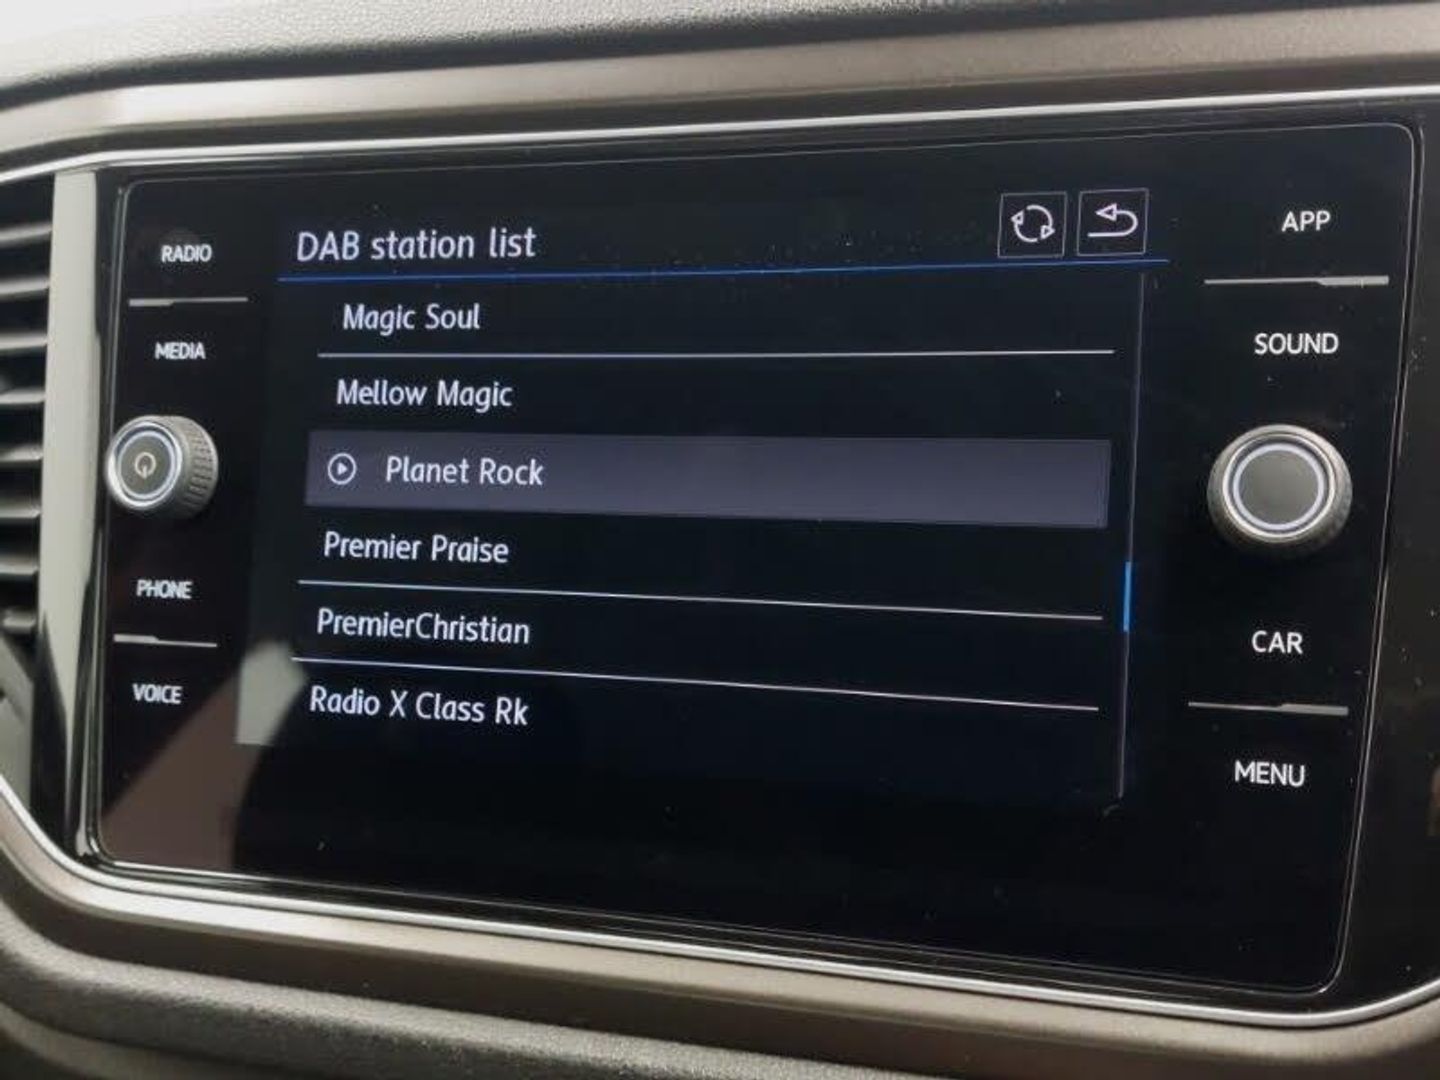 RADIO
MEDIA
PHONE
VOICE
DAB station list
Magic Soul
Mellow Magic
Planet Rock
Premier Praise
PremierChristian
Radio X Class Rk
APP
SOUND
CAR
MENU